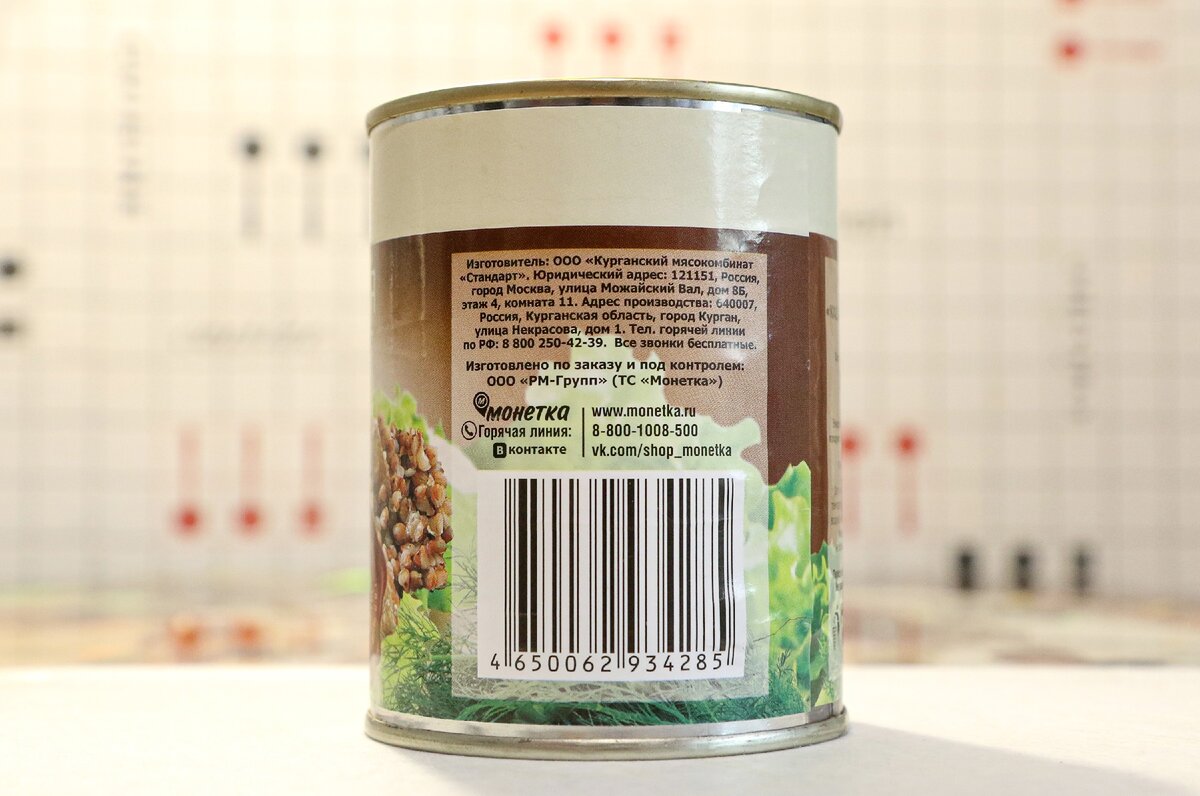 Изготовитель: ООО «Курганский мясокомбинат
«Стандарт». Юридический адрес: 121151, Россия,
город Москва, улица Можайский Вал, дом 8Б,
этаж 4, комната 11. Адрес производства: 640007,
Россия, Курганская область, город Курган,
улица Некрасова, дом 1. Тел. горячей линии
по РФ: 8 800 250-42-39. Все звонки бесплатные.
Изготовлено по заказу и под контролем:
ООО «РМ-Групп» (ТС «Монетка»)
М МОНЕТКА www.monetka.ru
Горячая линия: 8-800-1008-500
В контакте vk.com/shop_monetka
4 650062 934285